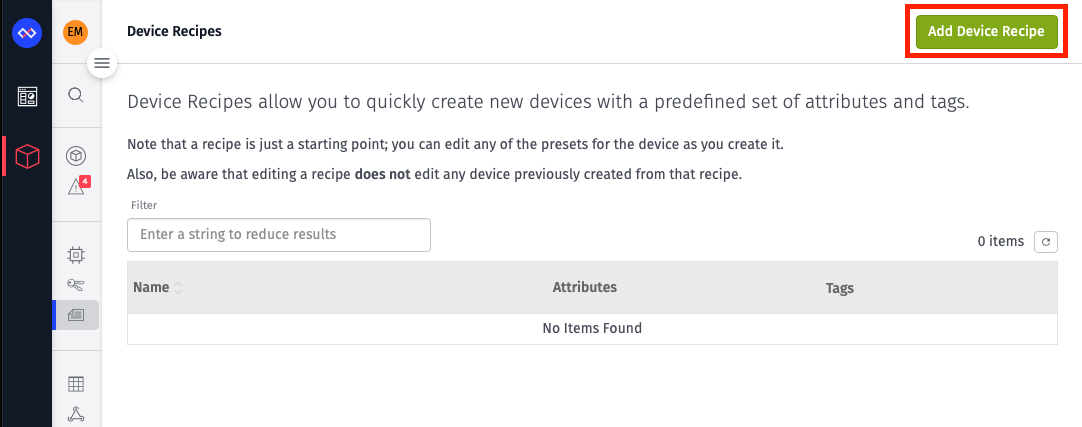 EM
Device Recipes
Add Device Recipe
Device Recipes allow you to quickly create new devices with a predefined set of attributes and tags.
Note that a recipe is just a starting point; you can edit any of the presets for the device as you create it.
4
Also, be aware that editing a recipe does not edit any device previously created from that recipe.
Filter
Enter a string to reduce results
0 items
Name
Attributes
Tags
No Items Found